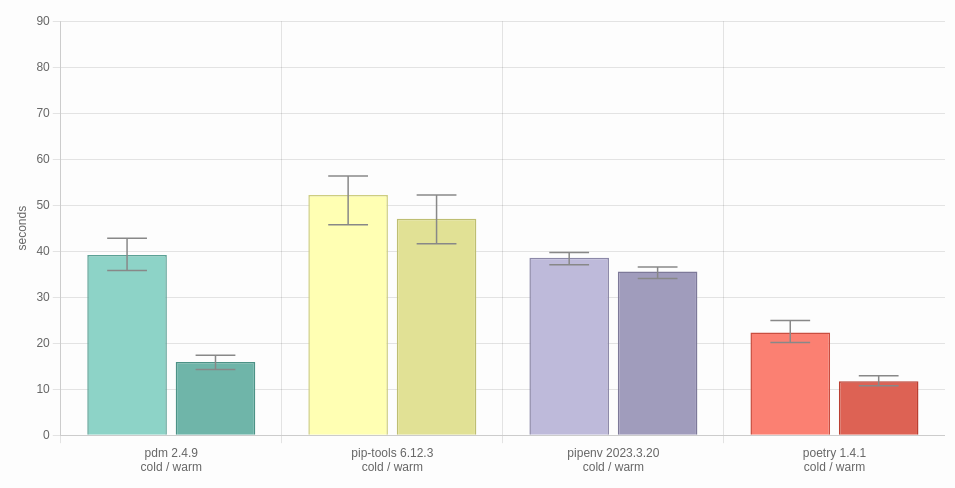 90
80
70
60
50
40
30
20
10
0
seconds
pdm 2.4.9
cold / warm
pip-tools 6.12.3
cold / warm
pipenv 2023.3.20
cold / warm
poetry 1.4.1
cold / warm